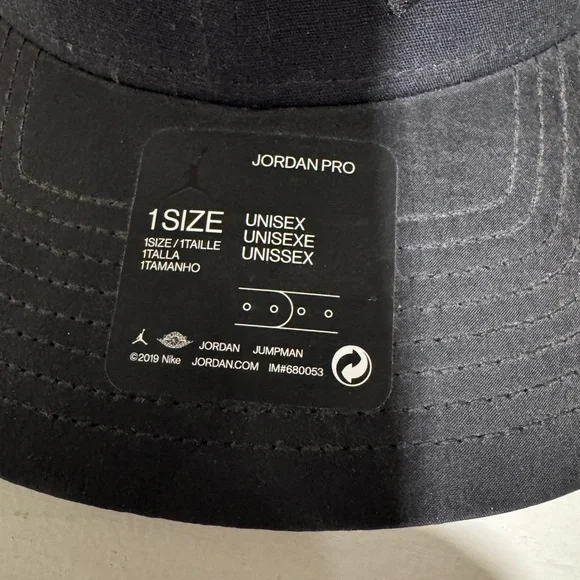 JORDAN PRO
1SIZE
1SIZE/1TAILLE
1TALLA
1TAMANHO
UNISEX
UNISEXE
UNISSEX
JORDAN JUMPMAN
©2019 Nike JORDAN.COM IM#680053